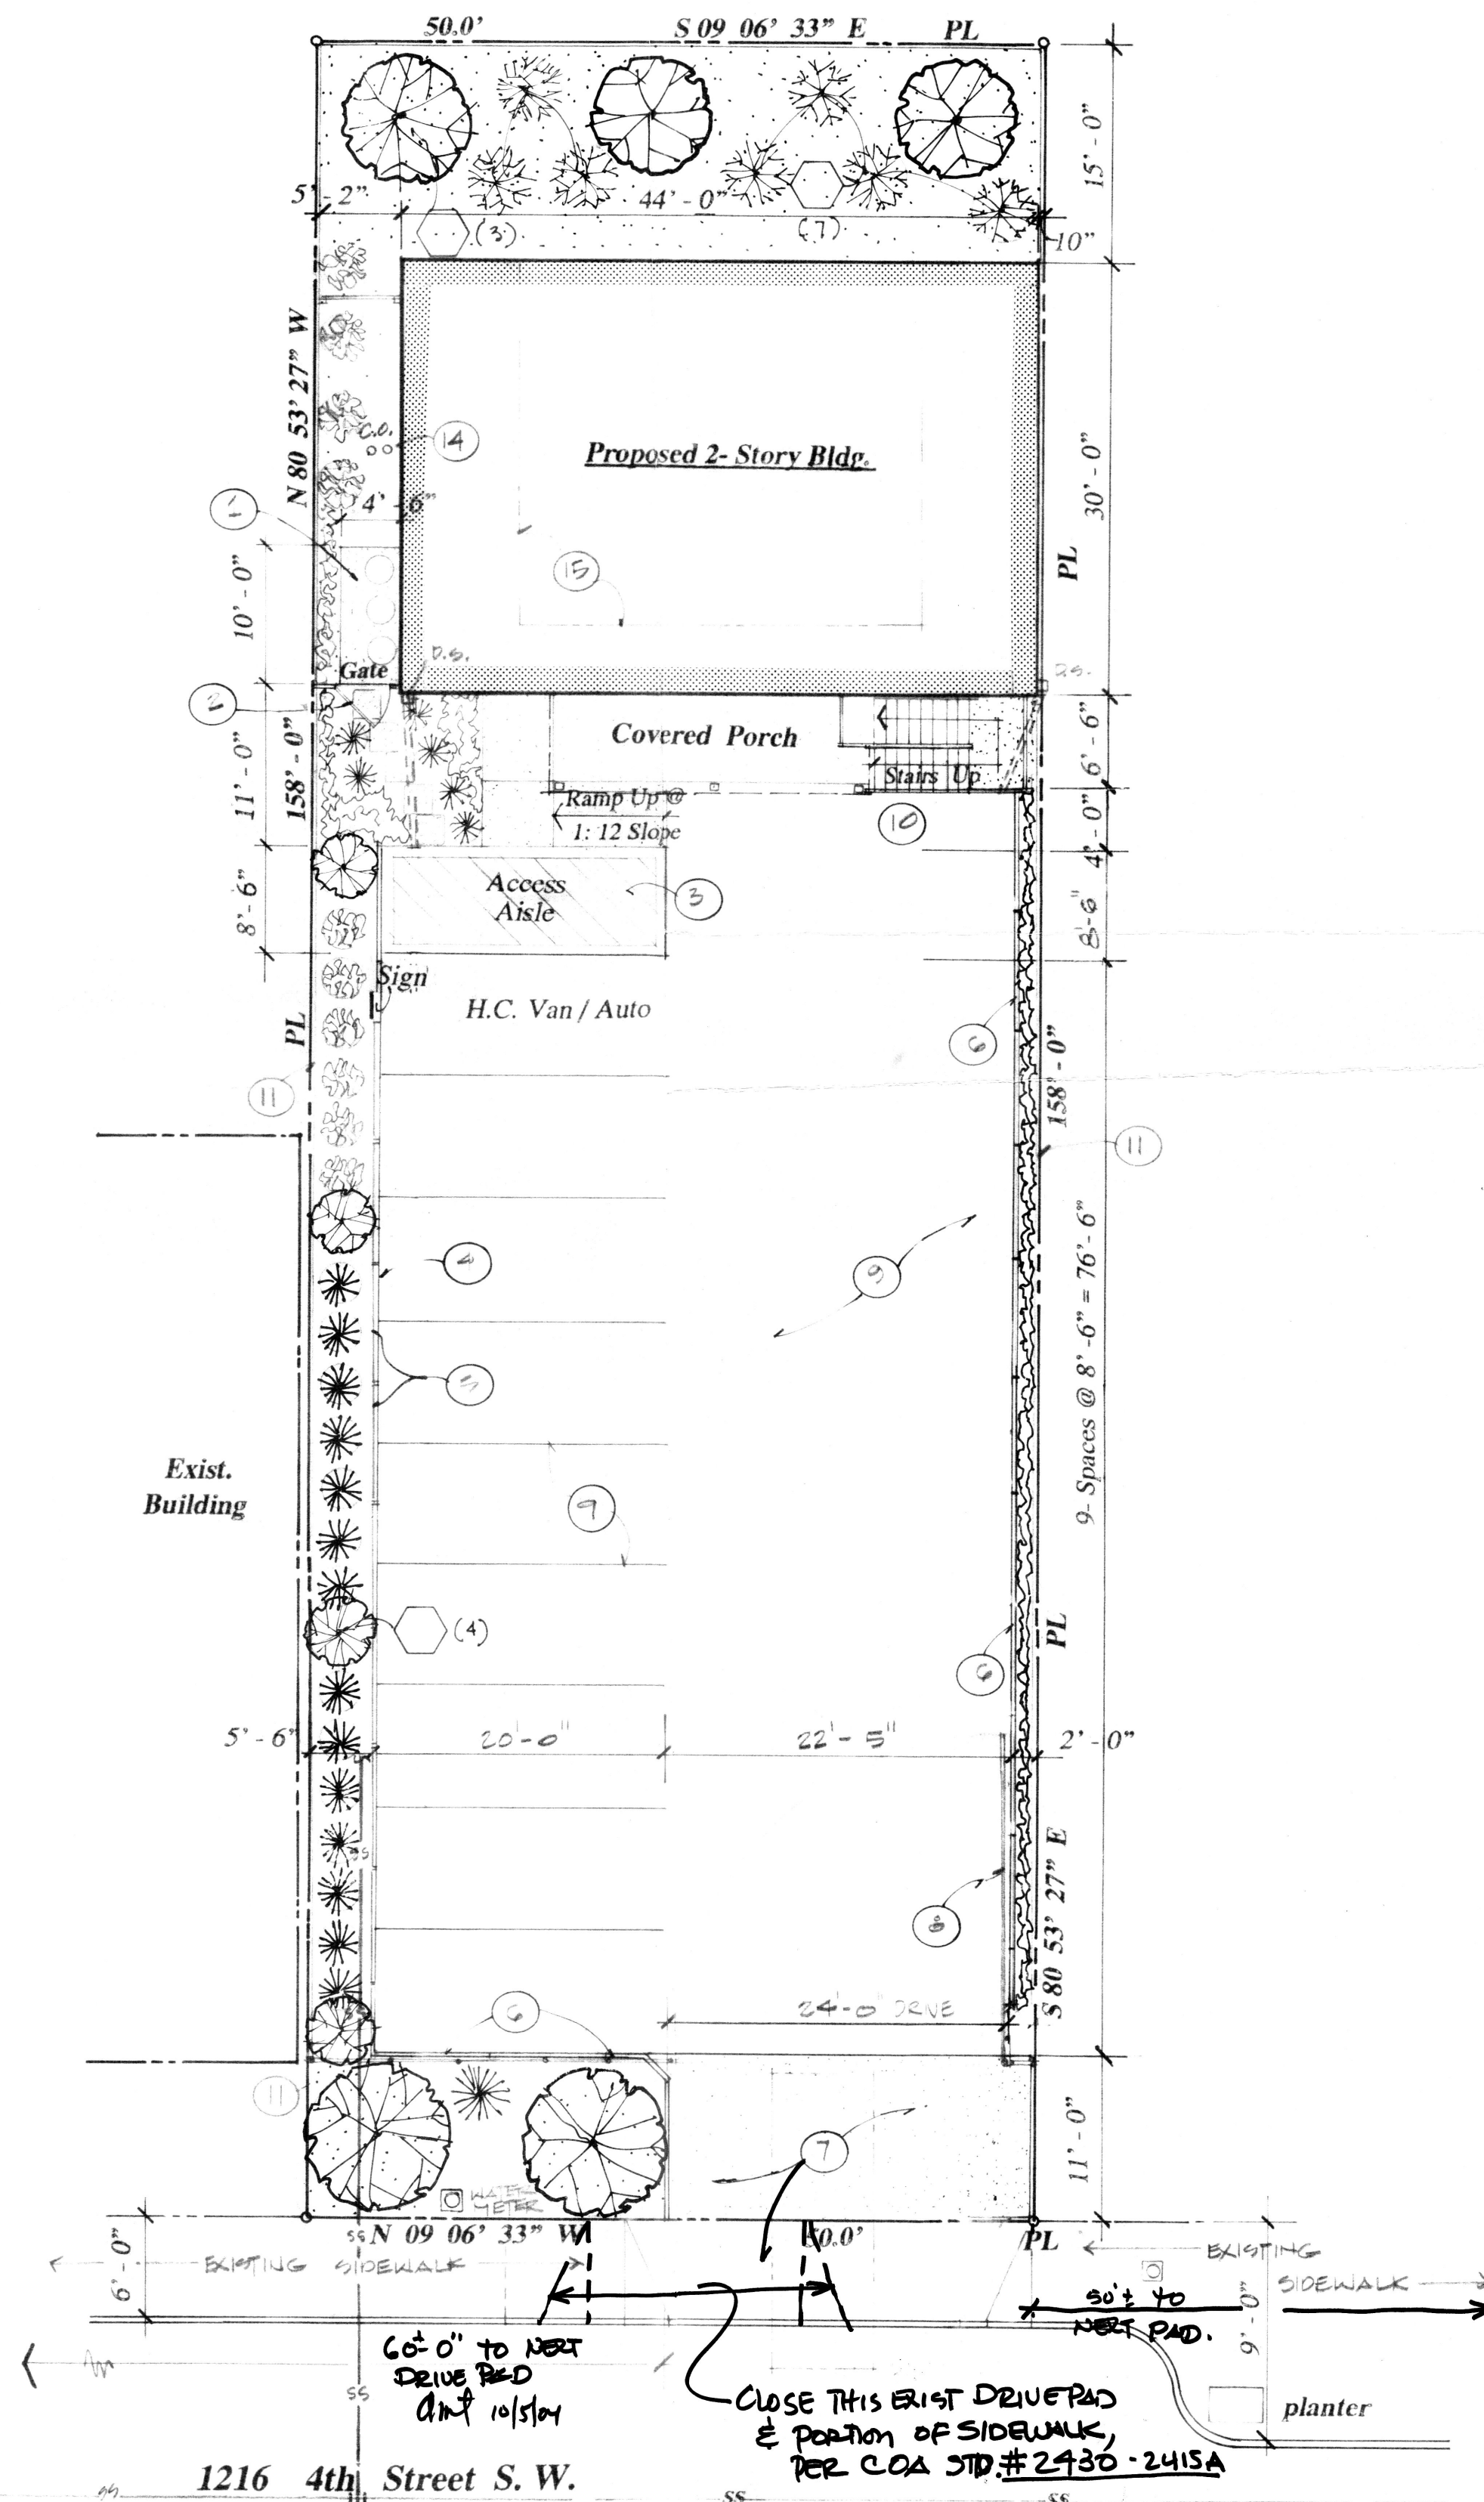 50.0' S 09 06' 33" E PL
15' - 0"
5' - 2" 44' - 0" 10"
(3) (7)
N 80 53' 27" W
C.O.
14
Proposed 2- Story Bldg.
30' - 0"
4' - 6"
1
15
PL
10' - 0"
Gate
D.S.
D.S.
2
Covered Porch
6' - 6"
11' - 0"
158' - 0"
Stairs Up
Ramp Up @
1: 12 Slope
10
4' - 0"
Access
Aisle
3
8' - 6"
8'-6"
Sign
H.C. Van / Auto
PL
6
158' - 0"
11
11
4
9
9- Spaces @ 8' -6" = 76'- 6"
5
Exist.
Building
9
(4)
PL
6
5' - 6" 20'-0" 22'-5" 2' - 0"
8
S 80 53' 27" E
6
24'-0" DRIVE
11
7
11' - 0"
WATER
METER
SS N 09 06' 33" W 50.0' PL
6' - 0"
EXISTING SIDEWALK
EXISTING
SIDEWALK
50'± TO
NEXT PAD.
9' - 0"
60'±-0" TO NEXT
DRIVE PAD
10/5/04
SS
SS
SS
CLOSE THIS EXIST DRIVEPAD
& PORTION OF SIDEWALK,
PER COA STD.#2430-2415A
planter
1216 4th Street S. W.
SS SS SS